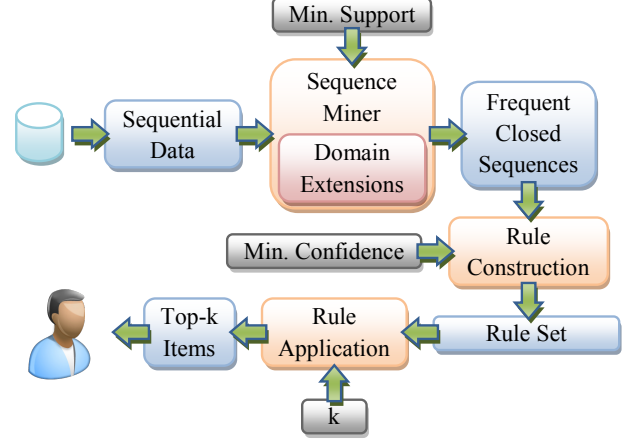 Min. Support
Sequence
Miner
Domain
Extensions
Sequential
Data
Frequent
Closed
Sequences
Min. Confidence
Rule
Construction
Rule Set
Rule
Application
Top-k
Items
k